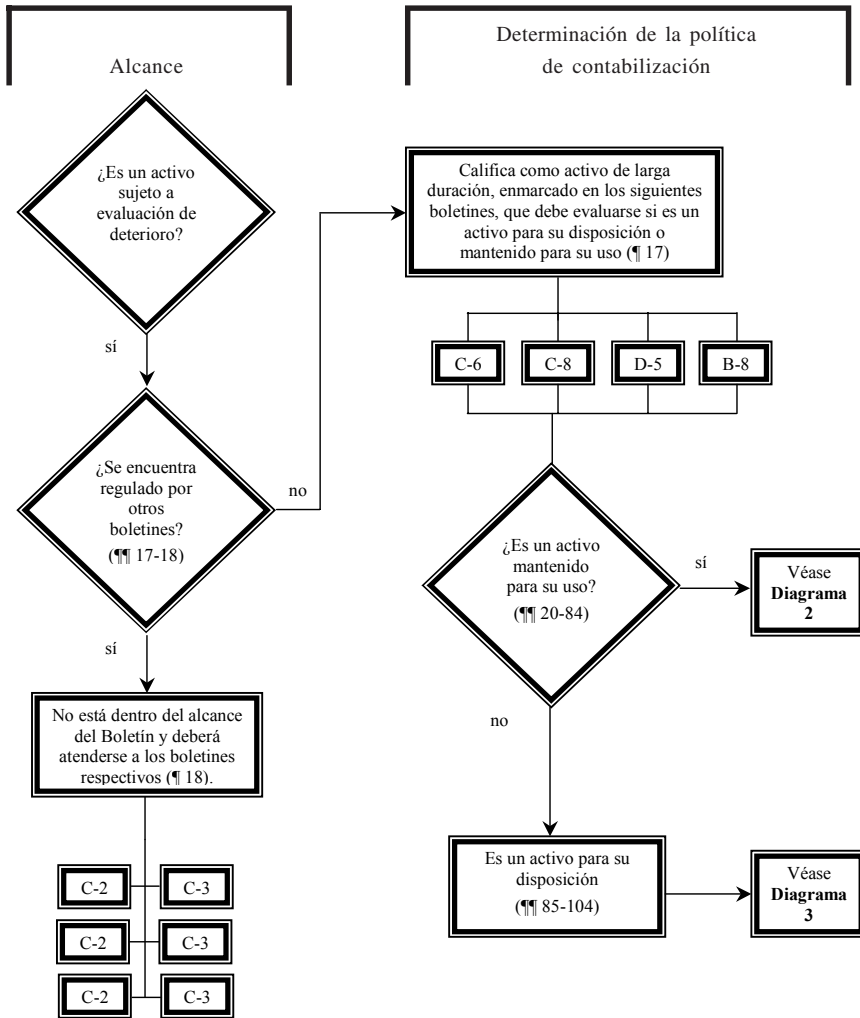 Alcance
¿Es un activo
sujeto a
evaluación de
deterioro?
sí
¿Se encuentra
regulado por
otros
boletines?
(¶¶ 17-18)
no
sí
No está dentro del alcance
del Boletín y deberá
atenderse a los boletines
respectivos (¶ 18).
C-2
C-3
C-2
C-3
C-2
C-3
Determinación de la política
de contabilización
Califica como activo de larga
duración, enmarcado en los siguientes
boletines, que debe evaluarse si es un
activo para su disposición o
mantenido para su uso (¶ 17)
C-6
C-8
D-5
B-8
¿Es un activo
mantenido
para su uso?
(¶¶ 20-84)
sí
Véase
Diagrama
2
no
Es un activo para su
disposición
(¶¶ 85-104)
Véase
Diagrama
3